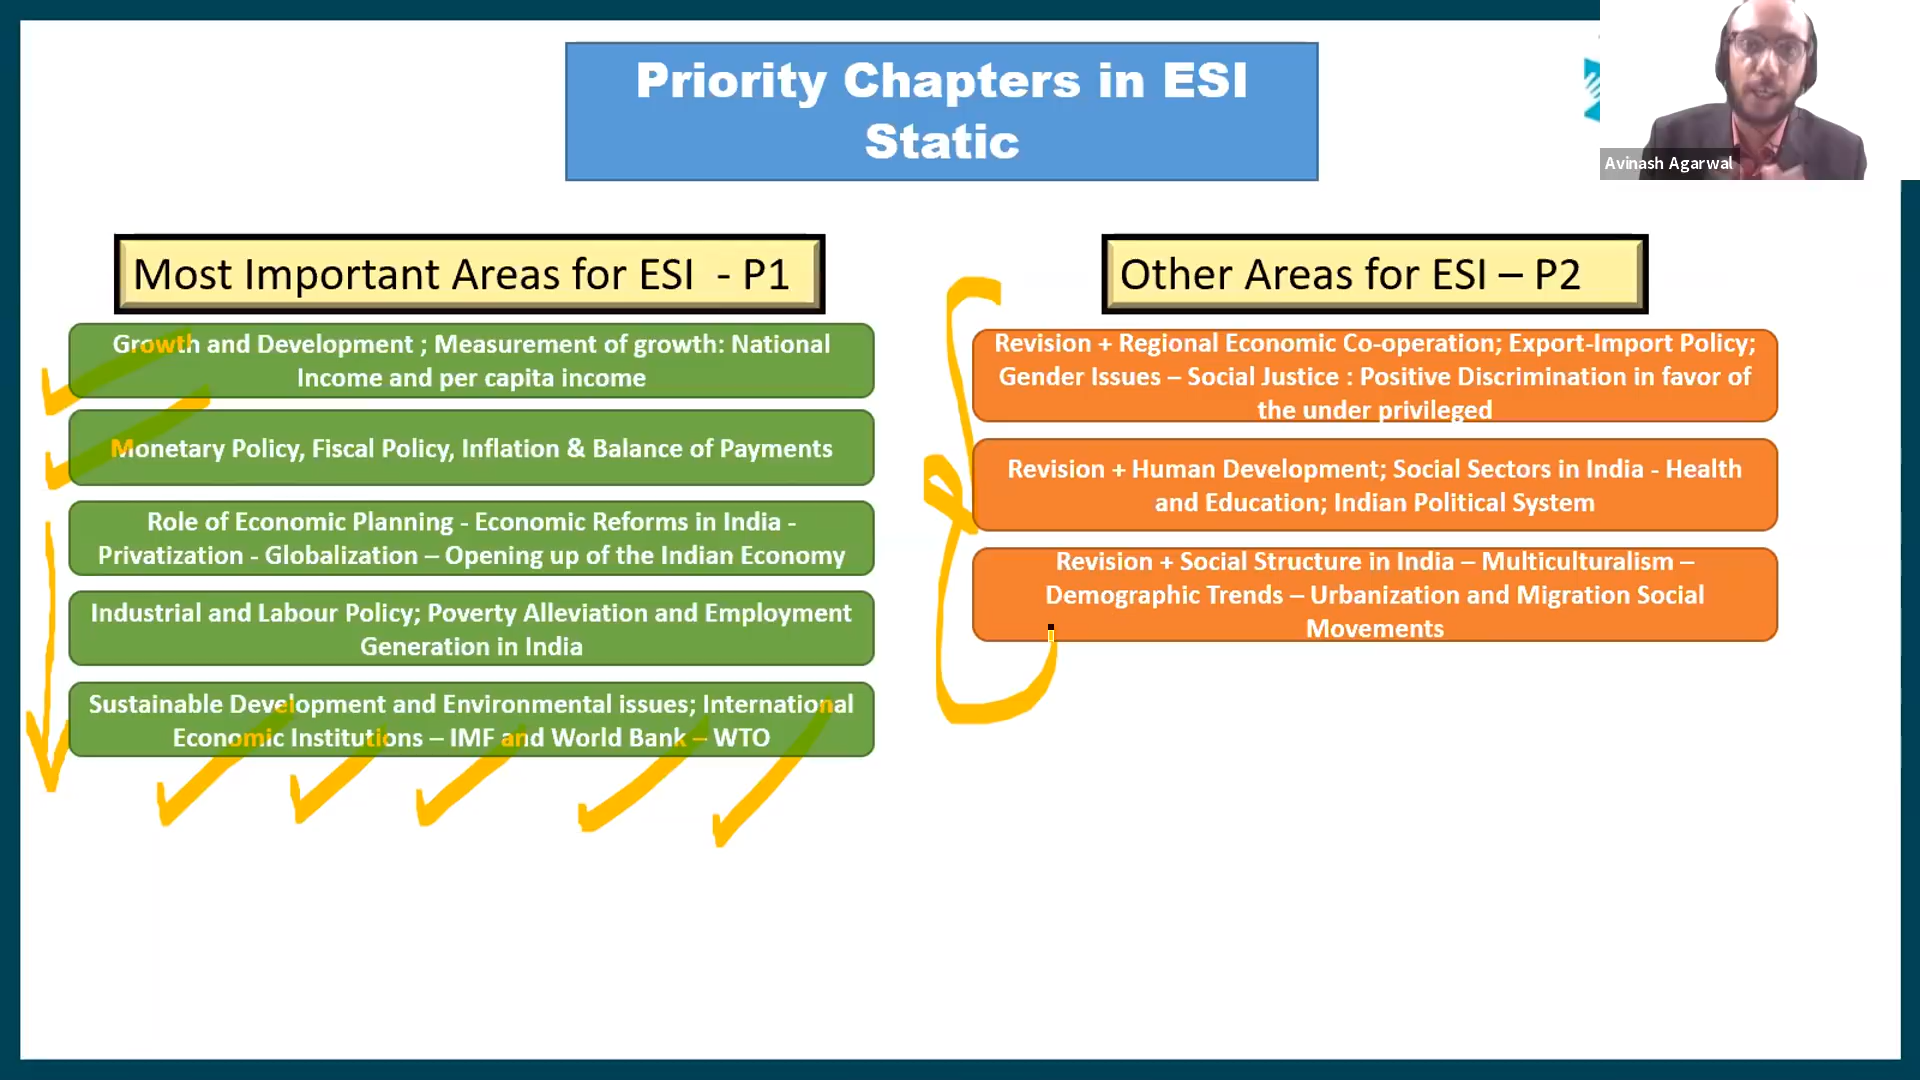 Priority Chapters in ESI
Static
Avinash Agarwal
Most Important Areas for ESI - P1
Growth and Development ; Measurement of growth: National
Income and per capita income
Monetary Policy, Fiscal Policy, Inflation & Balance of Payments
Role of Economic Planning - Economic Reforms in India -
Privatization - Globalization – Opening up of the Indian Economy
Industrial and Labour Policy; Poverty Alleviation and Employment
Generation in India
Sustainable Development and Environmental issues; International
Economic Institutions – IMF and World Bank – WTO
Other Areas for ESI – P2
Revision + Regional Economic Co-operation; Export-Import Policy;
Gender Issues – Social Justice : Positive Discrimination in favor of
the under privileged
Revision + Human Development; Social Sectors in India - Health
and Education; Indian Political System
Revision + Social Structure in India – Multiculturalism –
Demographic Trends – Urbanization and Migration Social
Movements